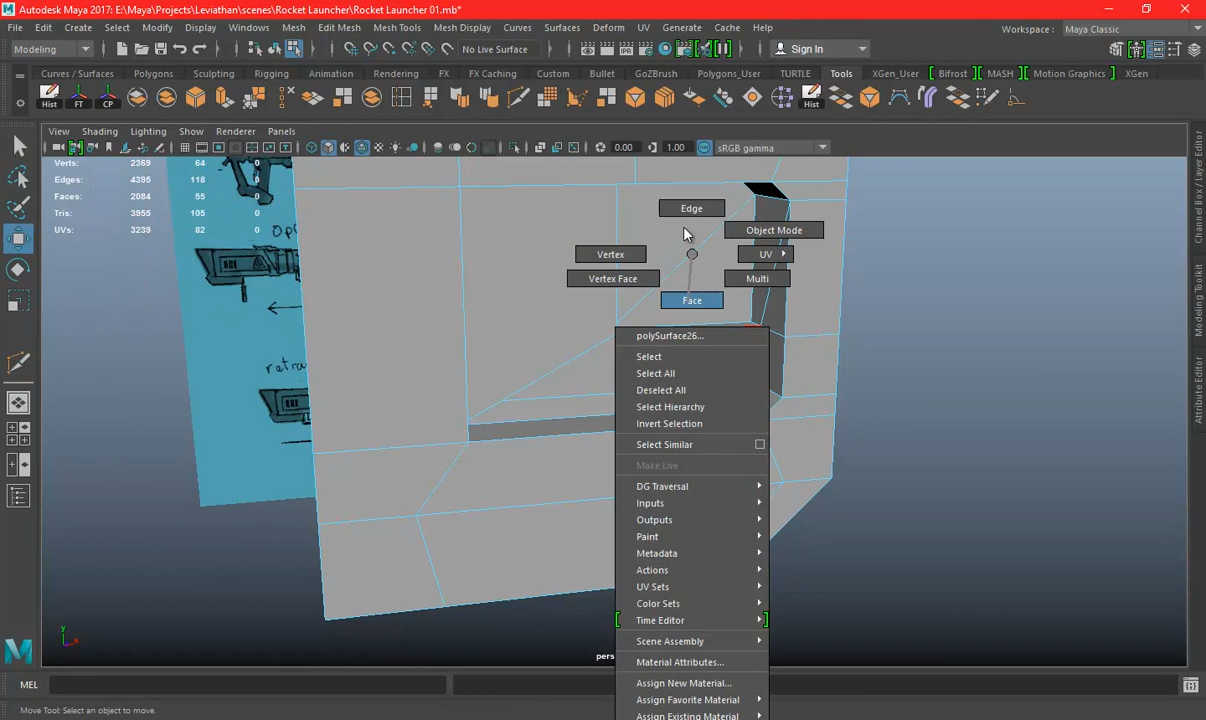 Autodesk Maya 2017: E:\Maya\Projects\Leviathan\scenes\Rocket Launcher\Rocket Launcher 01.mb*
File Edit Create Select Modify Display Windows Mesh Edit Mesh Mesh Tools Mesh Display Curves Surfaces Deform UV Generate Cache Help Workspace: Maya Classic
Modeling No Live Surface Sign In
Curves / Surfaces Polygons Sculpting Rigging Animation Rendering FX FX Caching Custom Bullet GoZBrush Polygons_User TURTLE Tools XGen_User Bifrost MASH Motion Graphics XGen
Hist FT CP Hist
View Shading Lighting Show Renderer Panels
0.00 1.00 sRGB gamma
Verts: 2369 64 0
Edges: 4395 118 0
Faces: 2084 55 0
Tris: 3955 105 0
UVs: 3239 82 0
Edge
Object Mode
Vertex
UV
Vertex Face
Multi
Face
polySurface26...
Select
Select All
Deselect All
Select Hierarchy
Invert Selection
Select Similar
Make Live
DG Traversal
Inputs
Outputs
Paint
Metadata
Actions
UV Sets
Color Sets
Time Editor
Scene Assembly
Material Attributes...
Assign New Material...
Assign Favorite Material
Assign Existing Material
y
x
pers
Channel Box / Layer Editor
Modeling Toolkit
Attribute Editor
MEL
Move Tool: Select an object to move.